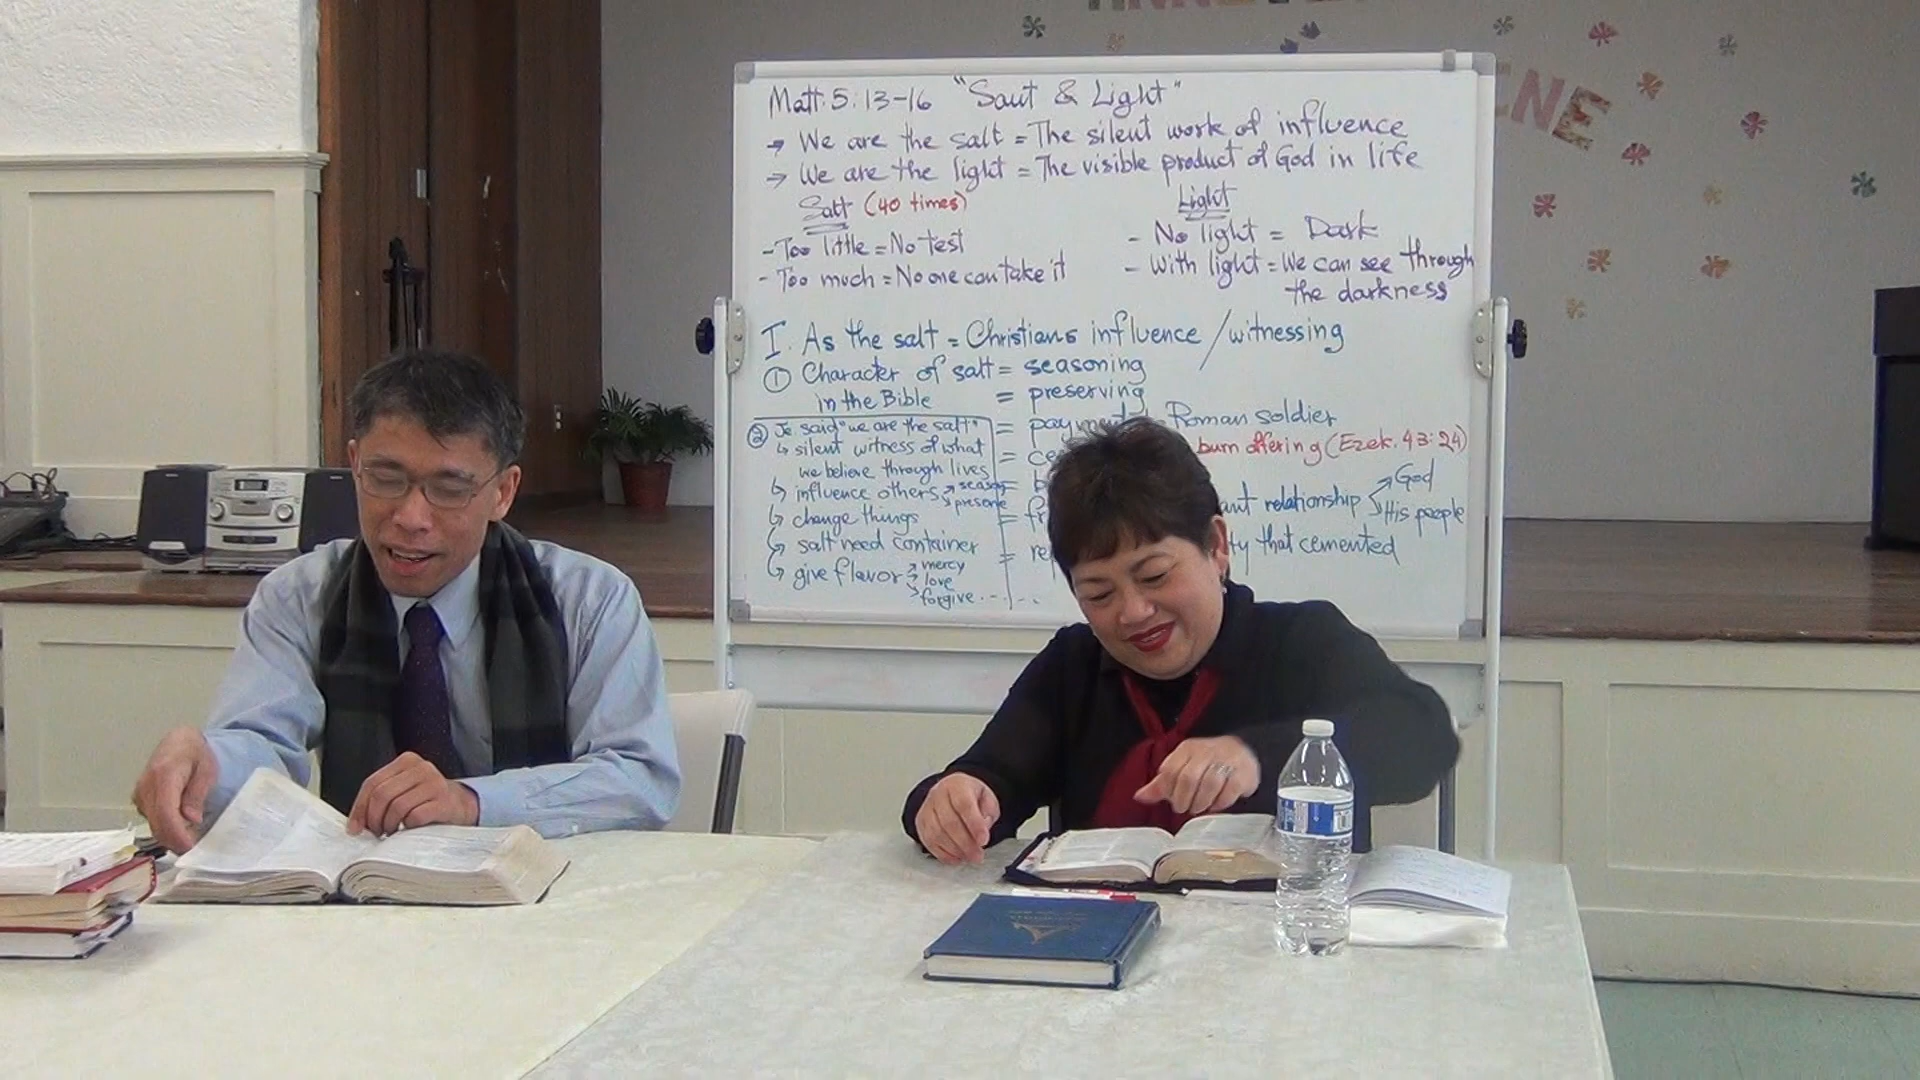 Matt. 5:13-16 "Saut & Light"
→ We are the salt = The silent work of influence
→ We are the light = The visible product of God in life
Salt (40 times)
- Too little = No test
- Too much = No one can take it
Light
- No light = Dark
- With light = We can see through
the darkness
I. As the salt = Christians influence / witnessing
① Character of salt = seasoning
in the Bible = preserving
= payment Roman soldier
= burn offering (Ezek. 43:24)
relationship God
His people
that cemented
② Je. said "we are the salt"
↳ silent witness of what
we believe through lives
↳ influence others → season
→ preserve
↳ change things
↳ salt need container
↳ give flavor → mercy
→ love
→ forgive .....
CNE